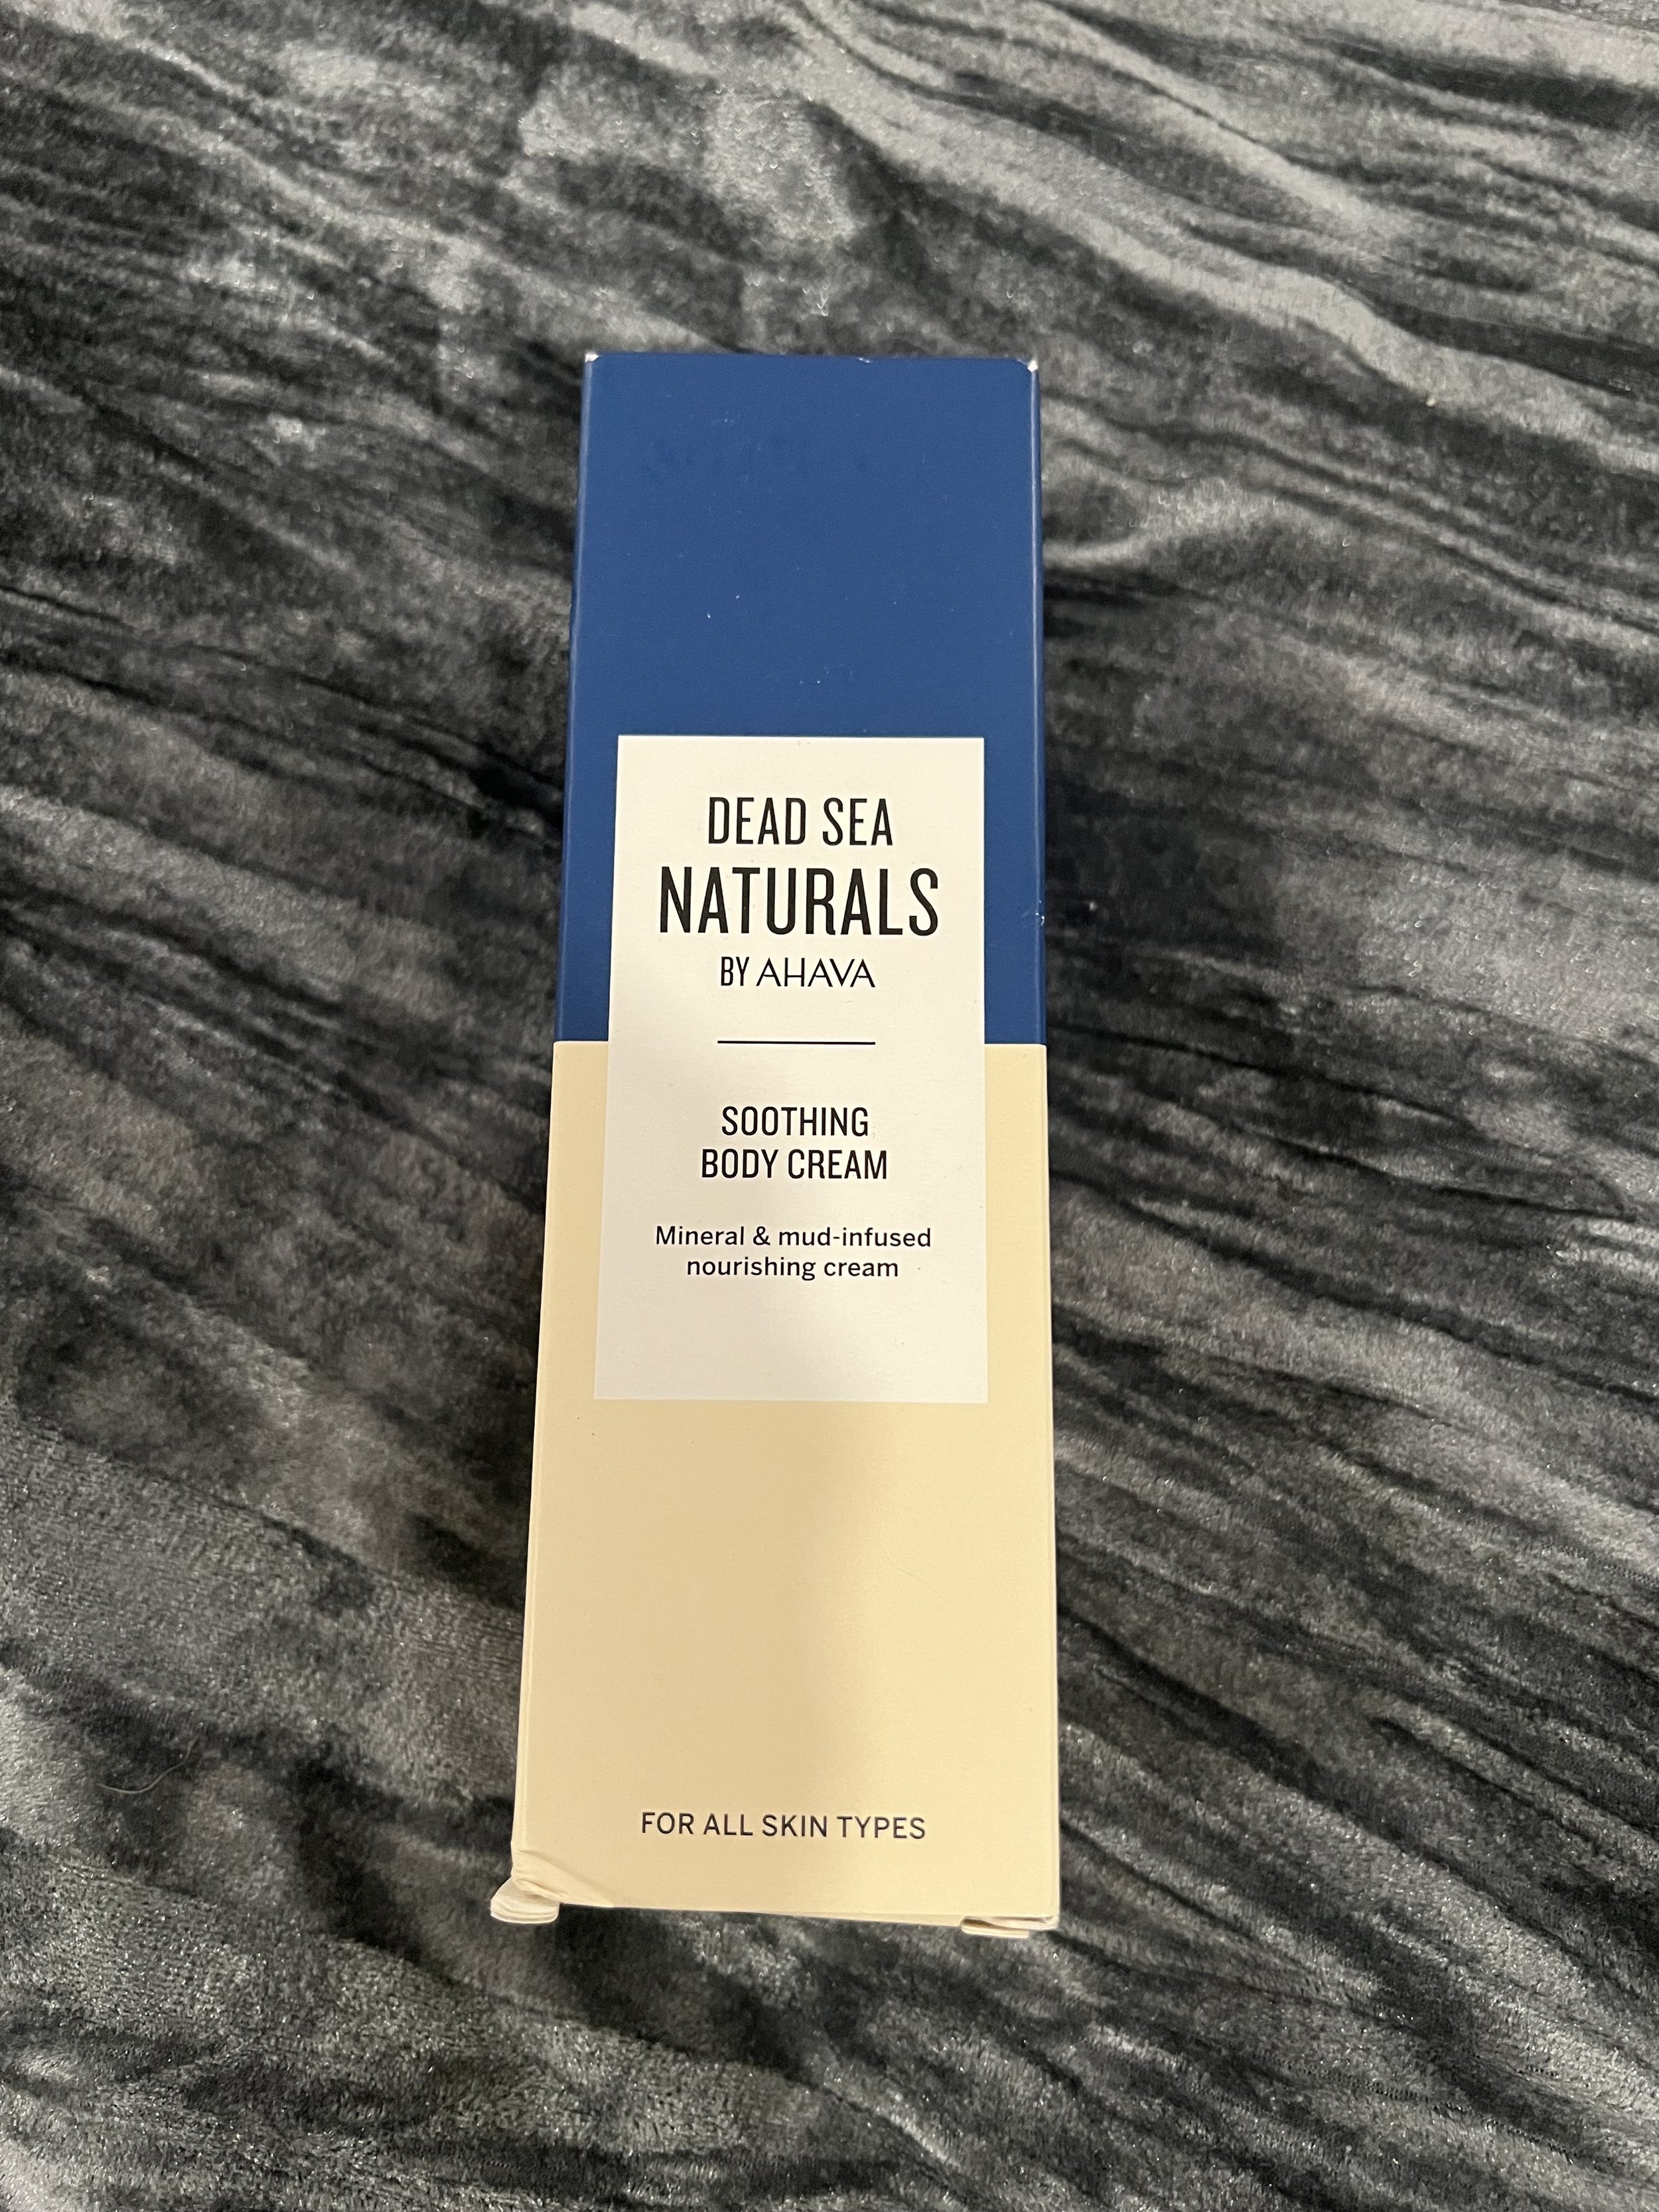 DEAD SEA
NATURALS
BY AHAVA
SOOTHING
BODY CREAM
Mineral & mud-infused
nourishing cream
FOR ALL SKIN TYPES